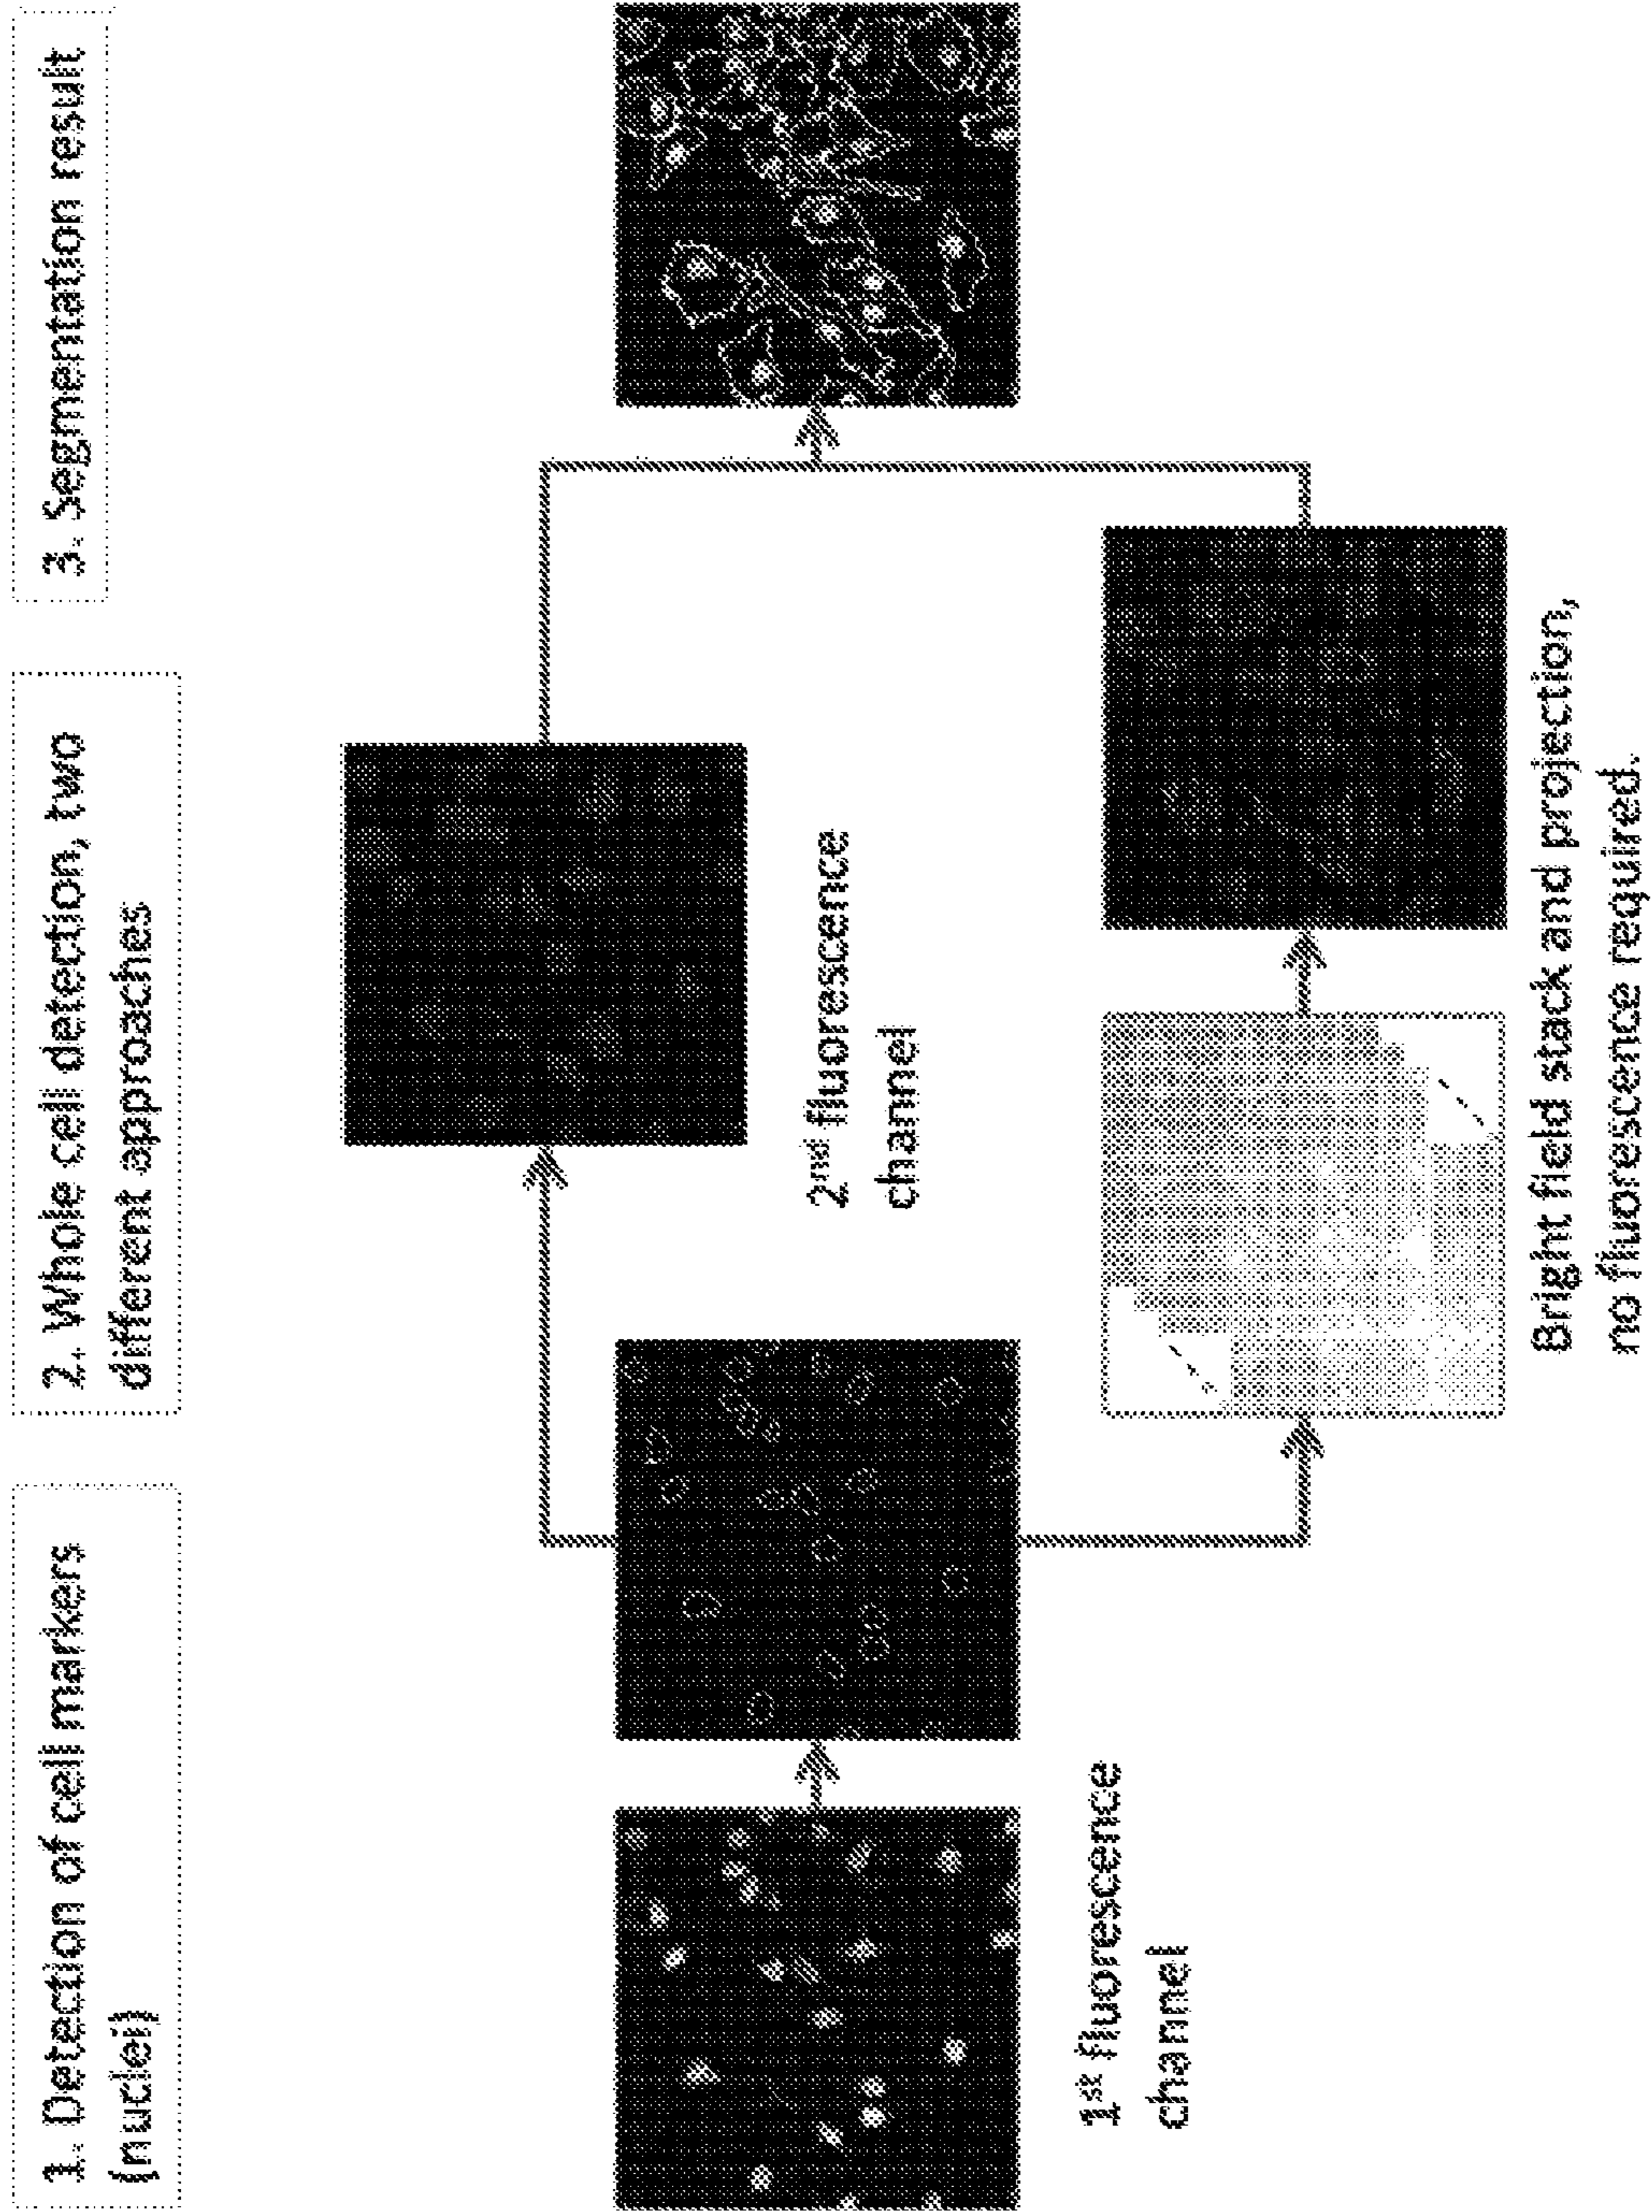 1. Detection of cell markers
(nuclei)
2. Whole cell detection, two
different approaches
3. Segmentation result
1st fluorescence
channel
2nd fluorescence
channel
Bright field stack and projection,
no fluorescence required.